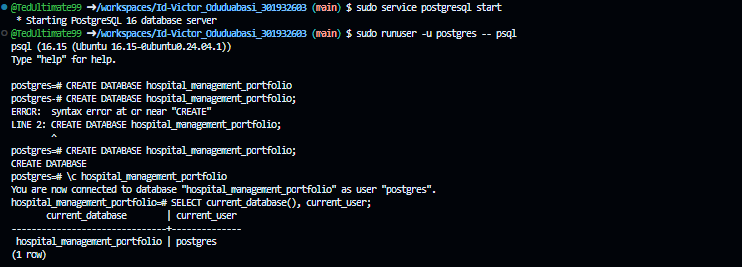 @TedUltimate99 ➜/workspaces/Id-Victor_Oduduabasi_301932603 (main) $ sudo service postgresql start
 * Starting PostgreSQL 16 database server
@TedUltimate99 ➜/workspaces/Id-Victor_Oduduabasi_301932603 (main) $ sudo runuser -u postgres -- psql
psql (16.15 (Ubuntu 16.15-0ubuntu0.24.04.1))
Type "help" for help.

postgres=# CREATE DATABASE hospital_management_portfolio
postgres-# CREATE DATABASE hospital_management_portfolio;
ERROR:  syntax error at or near "CREATE"
LINE 2: CREATE DATABASE hospital_management_portfolio;
        ^
postgres=# CREATE DATABASE hospital_management_portfolio;
CREATE DATABASE
postgres=# \c hospital_management_portfolio
You are now connected to database "hospital_management_portfolio" as user "postgres".
hospital_management_portfolio=# SELECT current_database(), current_user;
       current_database        | current_user
-------------------------------+--------------
 hospital_management_portfolio | postgres
(1 row)